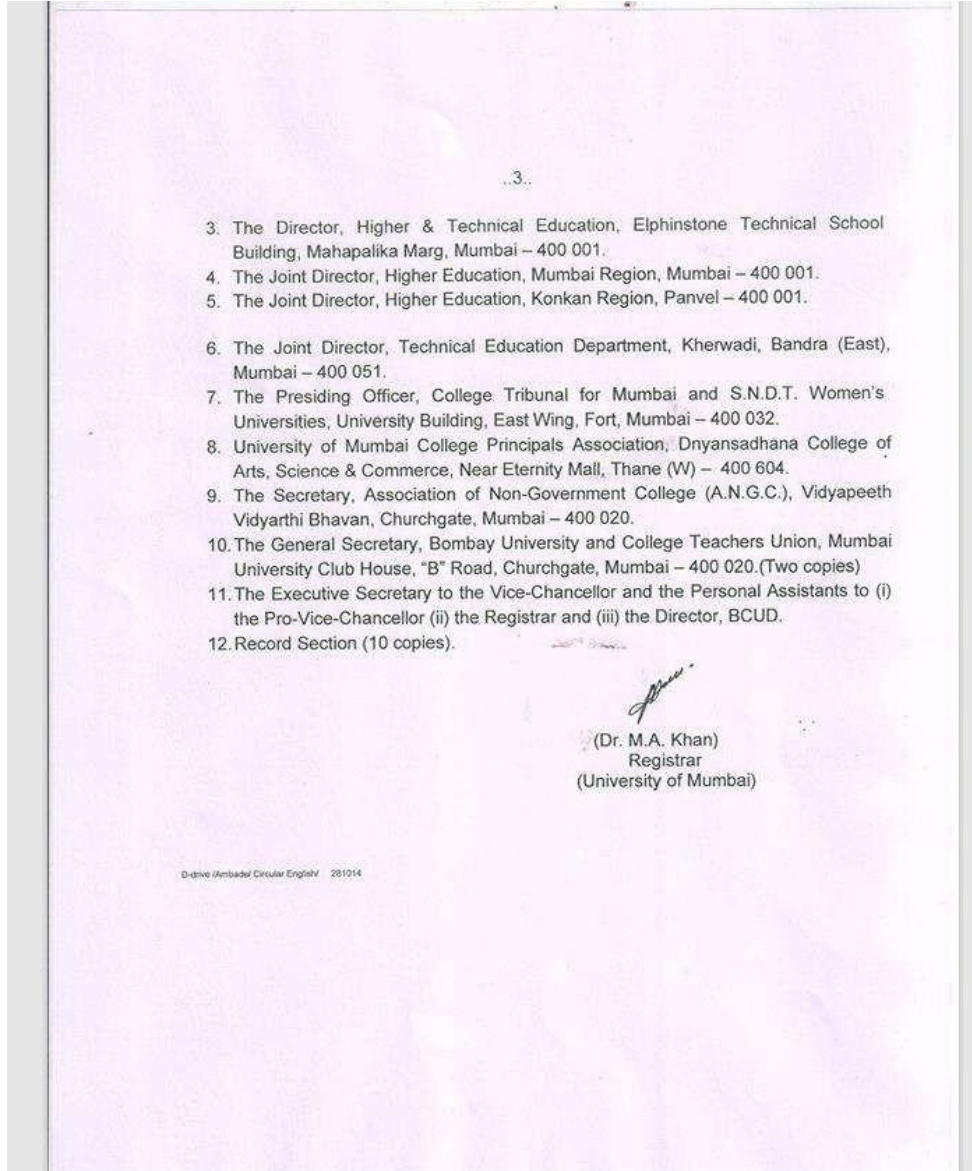 ..3..
3. The Director, Higher & Technical Education, Elphinstone Technical School
Building, Mahapalika Marg, Mumbai – 400 001.
4. The Joint Director, Higher Education, Mumbai Region, Mumbai – 400 001.
5. The Joint Director, Higher Education, Konkan Region, Panvel – 400 001.
6. The Joint Director, Technical Education Department, Kherwadi, Bandra (East),
Mumbai – 400 051.
7. The Presiding Officer, College Tribunal for Mumbai and S.N.D.T. Women's
Universities, University Building, East Wing, Fort, Mumbai – 400 032.
8. University of Mumbai College Principals Association, Dnyansadhana College of
Arts, Science & Commerce, Near Eternity Mall, Thane (W) – 400 604.
9. The Secretary, Association of Non-Government College (A.N.G.C.), Vidyapeeth
Vidyarthi Bhavan, Churchgate, Mumbai – 400 020.
10. The General Secretary, Bombay University and College Teachers Union, Mumbai
University Club House, "B" Road, Churchgate, Mumbai – 400 020.(Two copies)
11. The Executive Secretary to the Vice-Chancellor and the Personal Assistants to (i)
the Pro-Vice-Chancellor (ii) the Registrar and (iii) the Director, BCUD.
12. Record Section (10 copies).
(Dr. M.A. Khan)
Registrar
(University of Mumbai)
D-drive /Ambade/ Circular English/ 281014